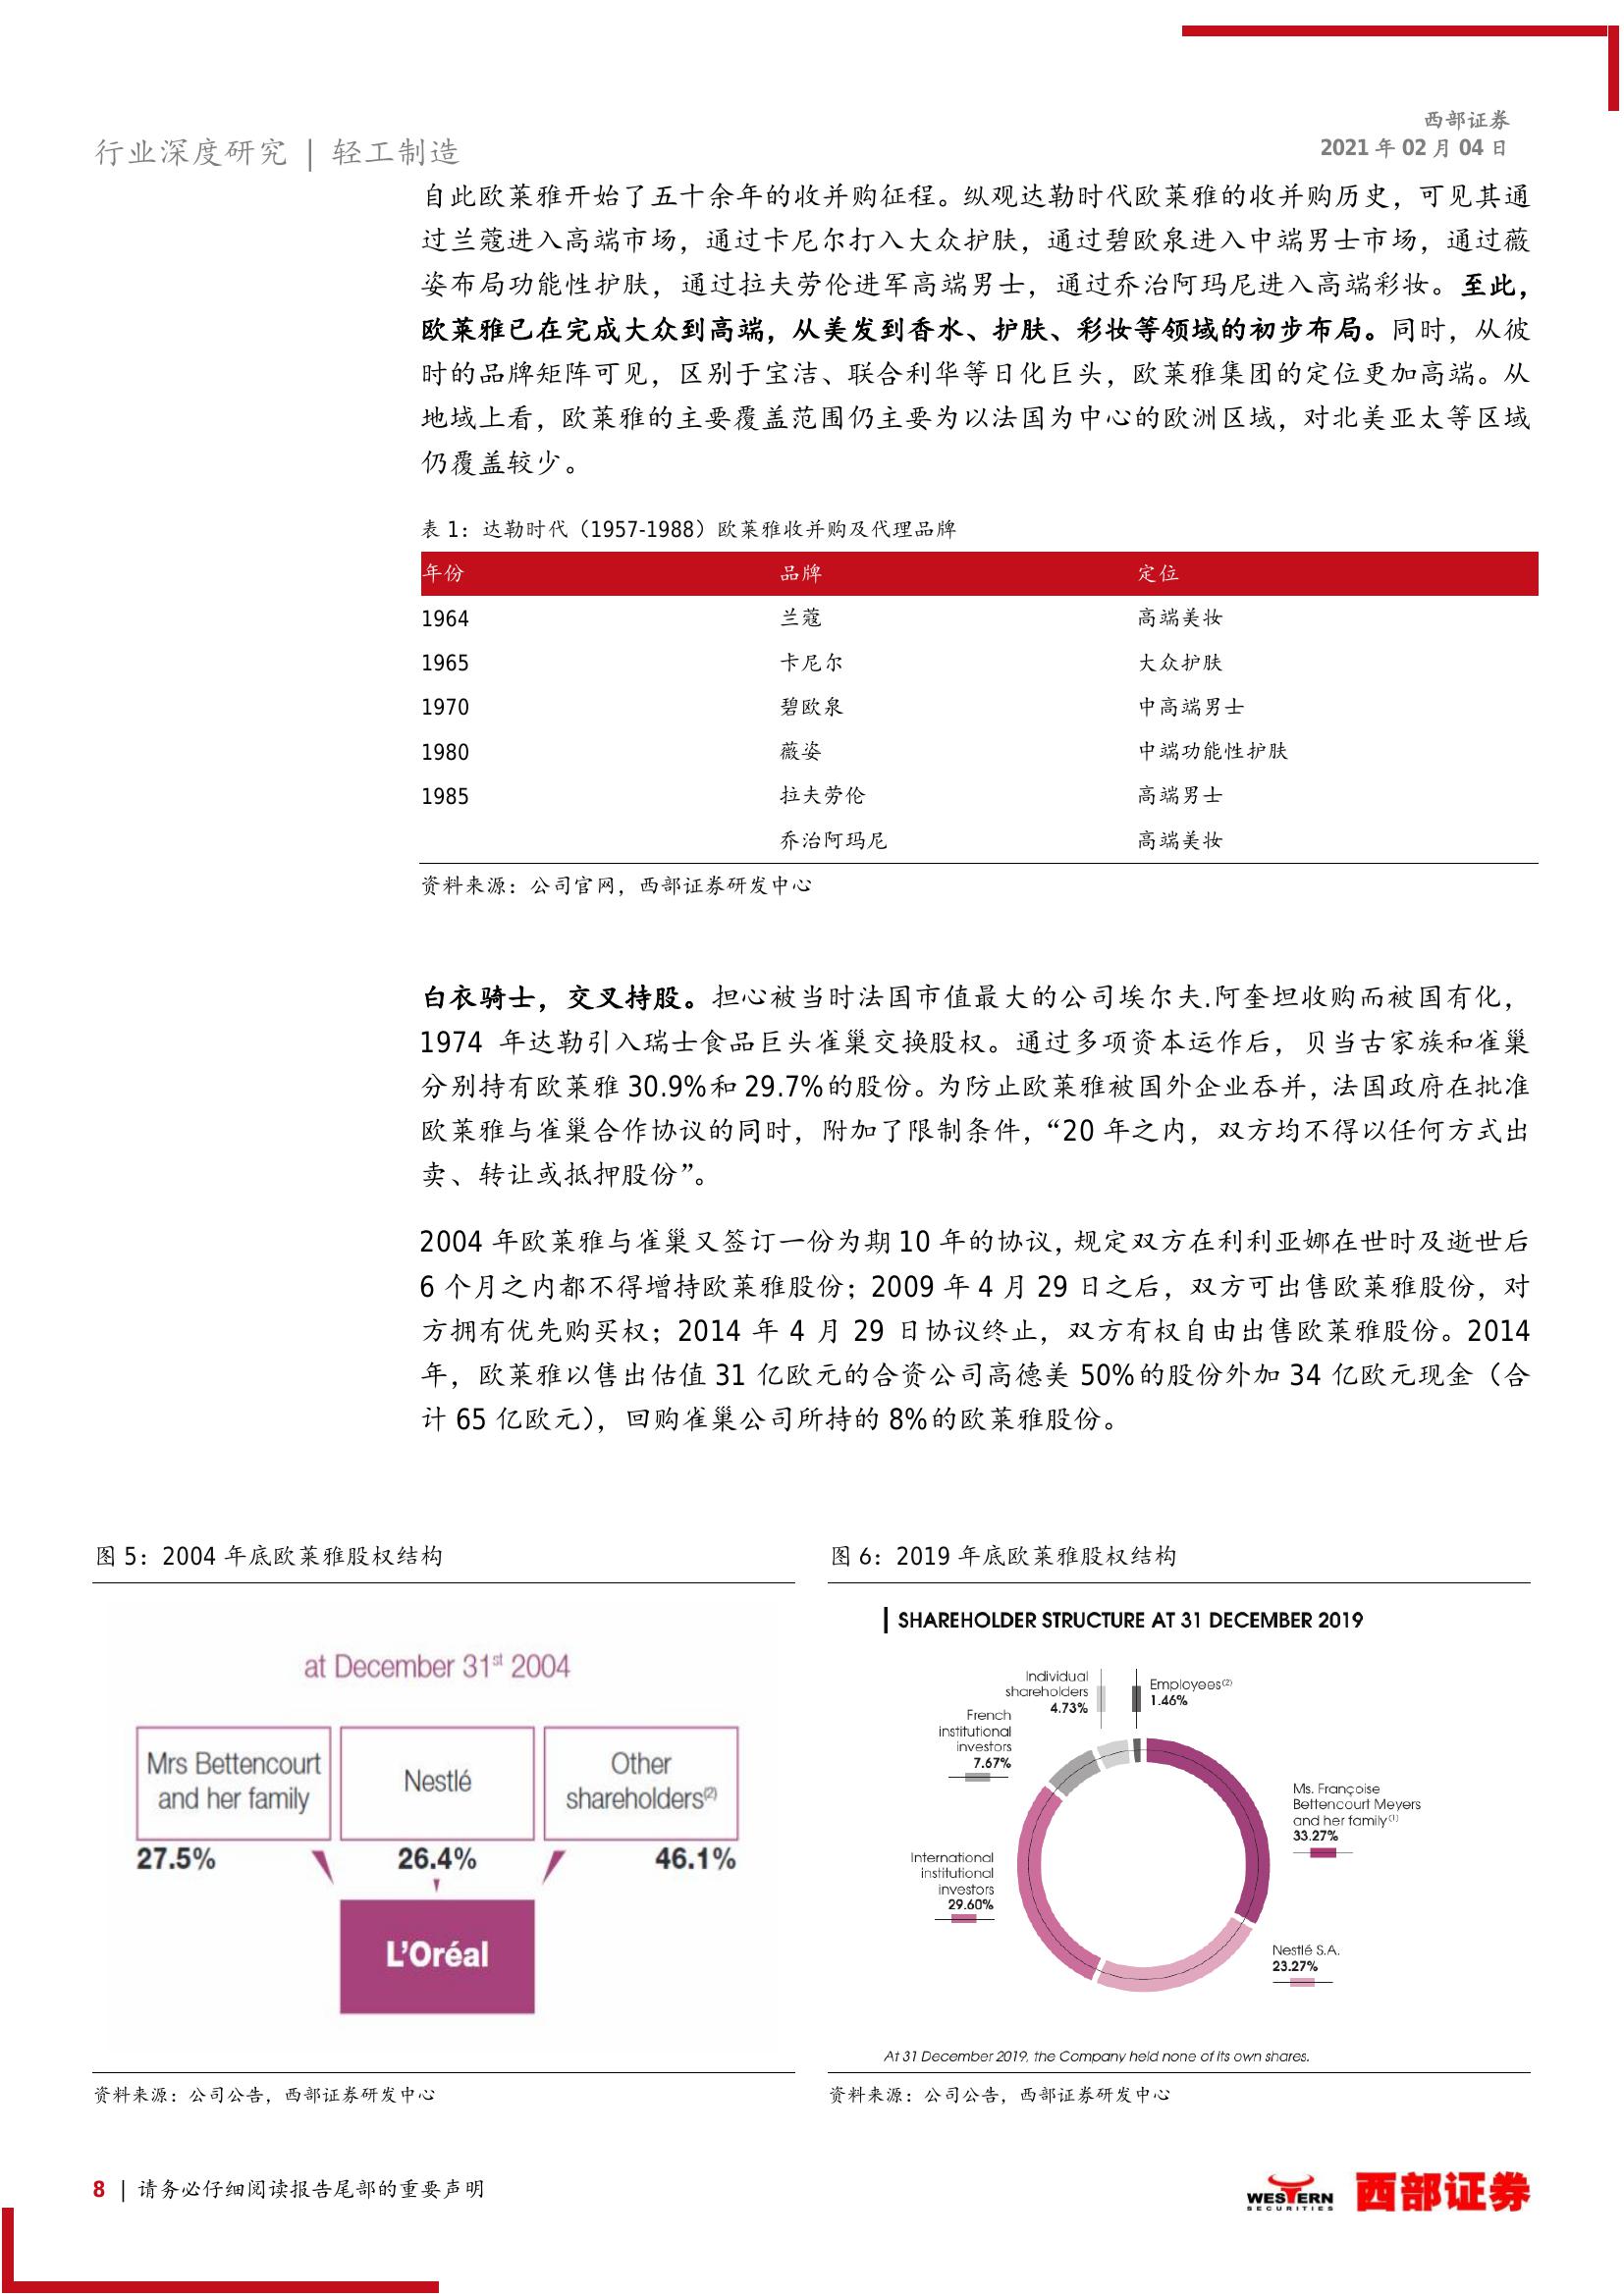 西部证券
2021 年 02 月 04 日
行业深度研究 | 轻工制造
自此欧莱雅开始了五十余年的收并购征程。纵观达勒时代欧莱雅的收并购历史，可见其通
过兰蔻进入高端市场，通过卡尼尔打入大众护肤，通过碧欧泉进入中端男士市场，通过薇
姿布局功能性护肤，通过拉夫劳伦进军高端男士，通过乔治阿玛尼进入高端彩妆。至此，
欧莱雅已在完成大众到高端，从美发到香水、护肤、彩妆等领域的初步布局。同时，从彼
时的品牌矩阵可见，区别于宝洁、联合利华等日化巨头，欧莱雅集团的定位更加高端。从
地域上看，欧莱雅的主要覆盖范围仍主要为以法国为中心的欧洲区域，对北美亚太等区域
仍覆盖较少。
表 1：达勒时代（1957-1988）欧莱雅收并购及代理品牌
年份 品牌 定位
1964 兰蔻 高端美妆
1965 卡尼尔 大众护肤
1970 碧欧泉 中高端男士
1980 薇姿 中端功能性护肤
1985 拉夫劳伦 高端男士
乔治阿玛尼 高端美妆
资料来源：公司官网，西部证券研发中心
白衣骑士，交叉持股。担心被当时法国市值最大的公司埃尔夫.阿奎坦收购而被国有化，
1974 年达勒引入瑞士食品巨头雀巢交换股权。通过多项资本运作后，贝当古家族和雀巢
分别持有欧莱雅 30.9%和 29.7%的股份。为防止欧莱雅被国外企业吞并，法国政府在批准
欧莱雅与雀巢合作协议的同时，附加了限制条件，“20 年之内，双方均不得以任何方式出
卖、转让或抵押股份”。
2004 年欧莱雅与雀巢又签订一份为期 10 年的协议，规定双方在利利亚娜在世时及逝世后
6 个月之内都不得增持欧莱雅股份；2009 年 4 月 29 日之后，双方可出售欧莱雅股份，对
方拥有优先购买权；2014 年 4 月 29 日协议终止，双方有权自由出售欧莱雅股份。2014
年，欧莱雅以售出估值 31 亿欧元的合资公司高德美 50%的股份外加 34 亿欧元现金（合
计 65 亿欧元），回购雀巢公司所持的 8%的欧莱雅股份。
图 5：2004 年底欧莱雅股权结构
at December 31st 2004
Mrs Bettencourt
and her family
27.5%
Nestlé
26.4%
Other
shareholders(2)
46.1%
L’Oréal
资料来源：公司公告，西部证券研发中心
图 6：2019 年底欧莱雅股权结构
SHAREHOLDER STRUCTURE AT 31 DECEMBER 2019
Individual
shareholders
4.73%
Employees(2)
1.46%
French
institutional
investors
7.67%
Ms. Françoise
Bettencourt Meyers
and her family(1)
33.27%
International
institutional
investors
29.60%
Nestlé S.A.
23.27%
At 31 December 2019, the Company held none of its own shares.
资料来源：公司公告，西部证券研发中心
8 | 请务必仔细阅读报告尾部的重要声明
WESTERN
SECURITIES
西部证券